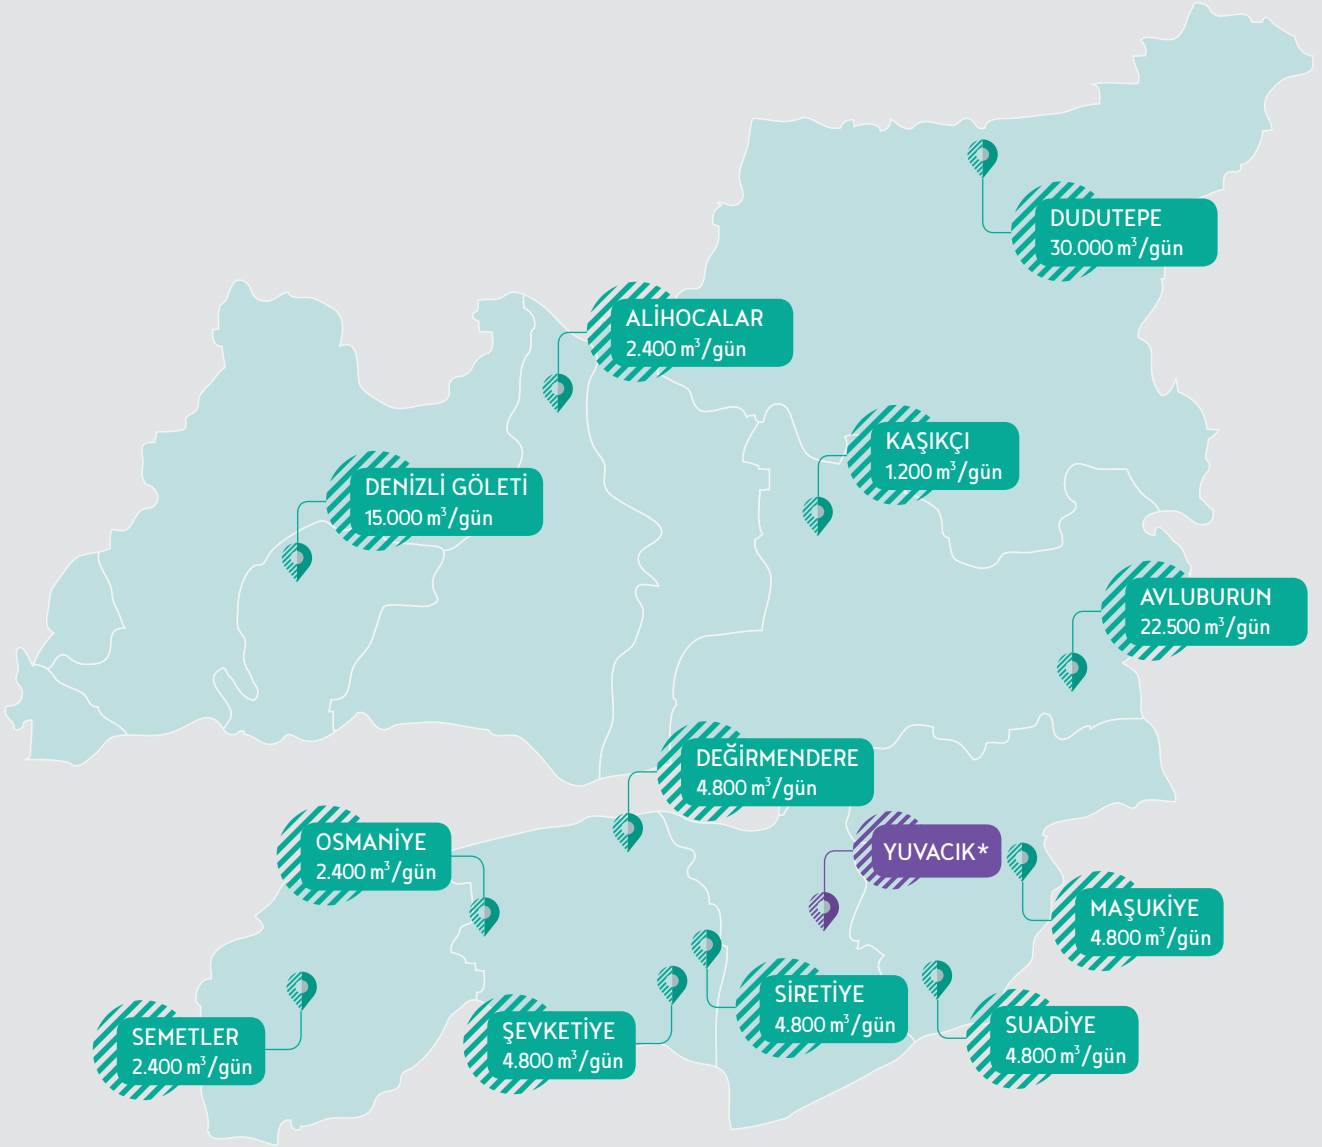 DUDUTEPE
30.000 m³/gün
ALİHOCALAR
2.400 m³/gün
KAŞIKÇI
1.200 m³/gün
DENİZLİ GÖLETİ
15.000 m³/gün
AVLUBURUN
22.500 m³/gün
DEĞİRMENDERE
4.800 m³/gün
OSMANİYE
2.400 m³/gün
YUVACIK*
MAŞUKİYE
4.800 m³/gün
SİRETİYE
4.800 m³/gün
SUADİYE
4.800 m³/gün
ŞEVKETİYE
4.800 m³/gün
SEMETLER
2.400 m³/gün